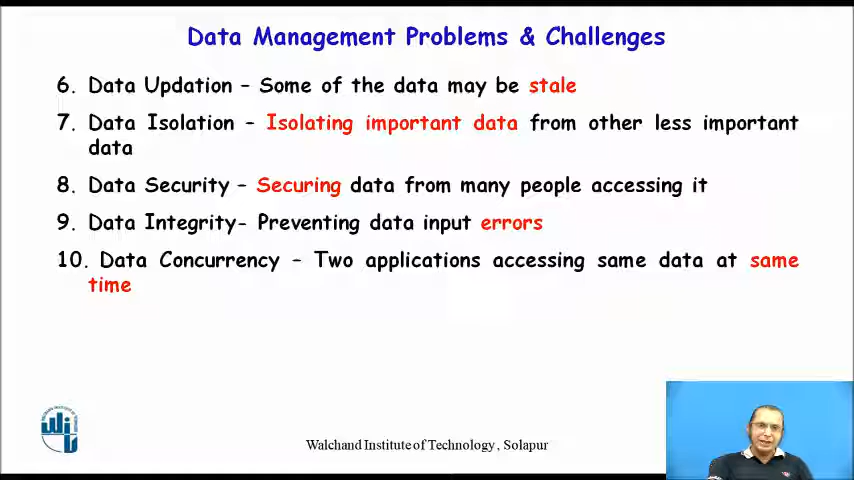 Data Management Problems & Challenges
6. Data Updation – Some of the data may be stale
7. Data Isolation – Isolating important data from other less important
data
8. Data Security – Securing data from many people accessing it
9. Data Integrity- Preventing data input errors
10. Data Concurrency – Two applications accessing same data at same
time
Walchand Institute of Technology, Solapur